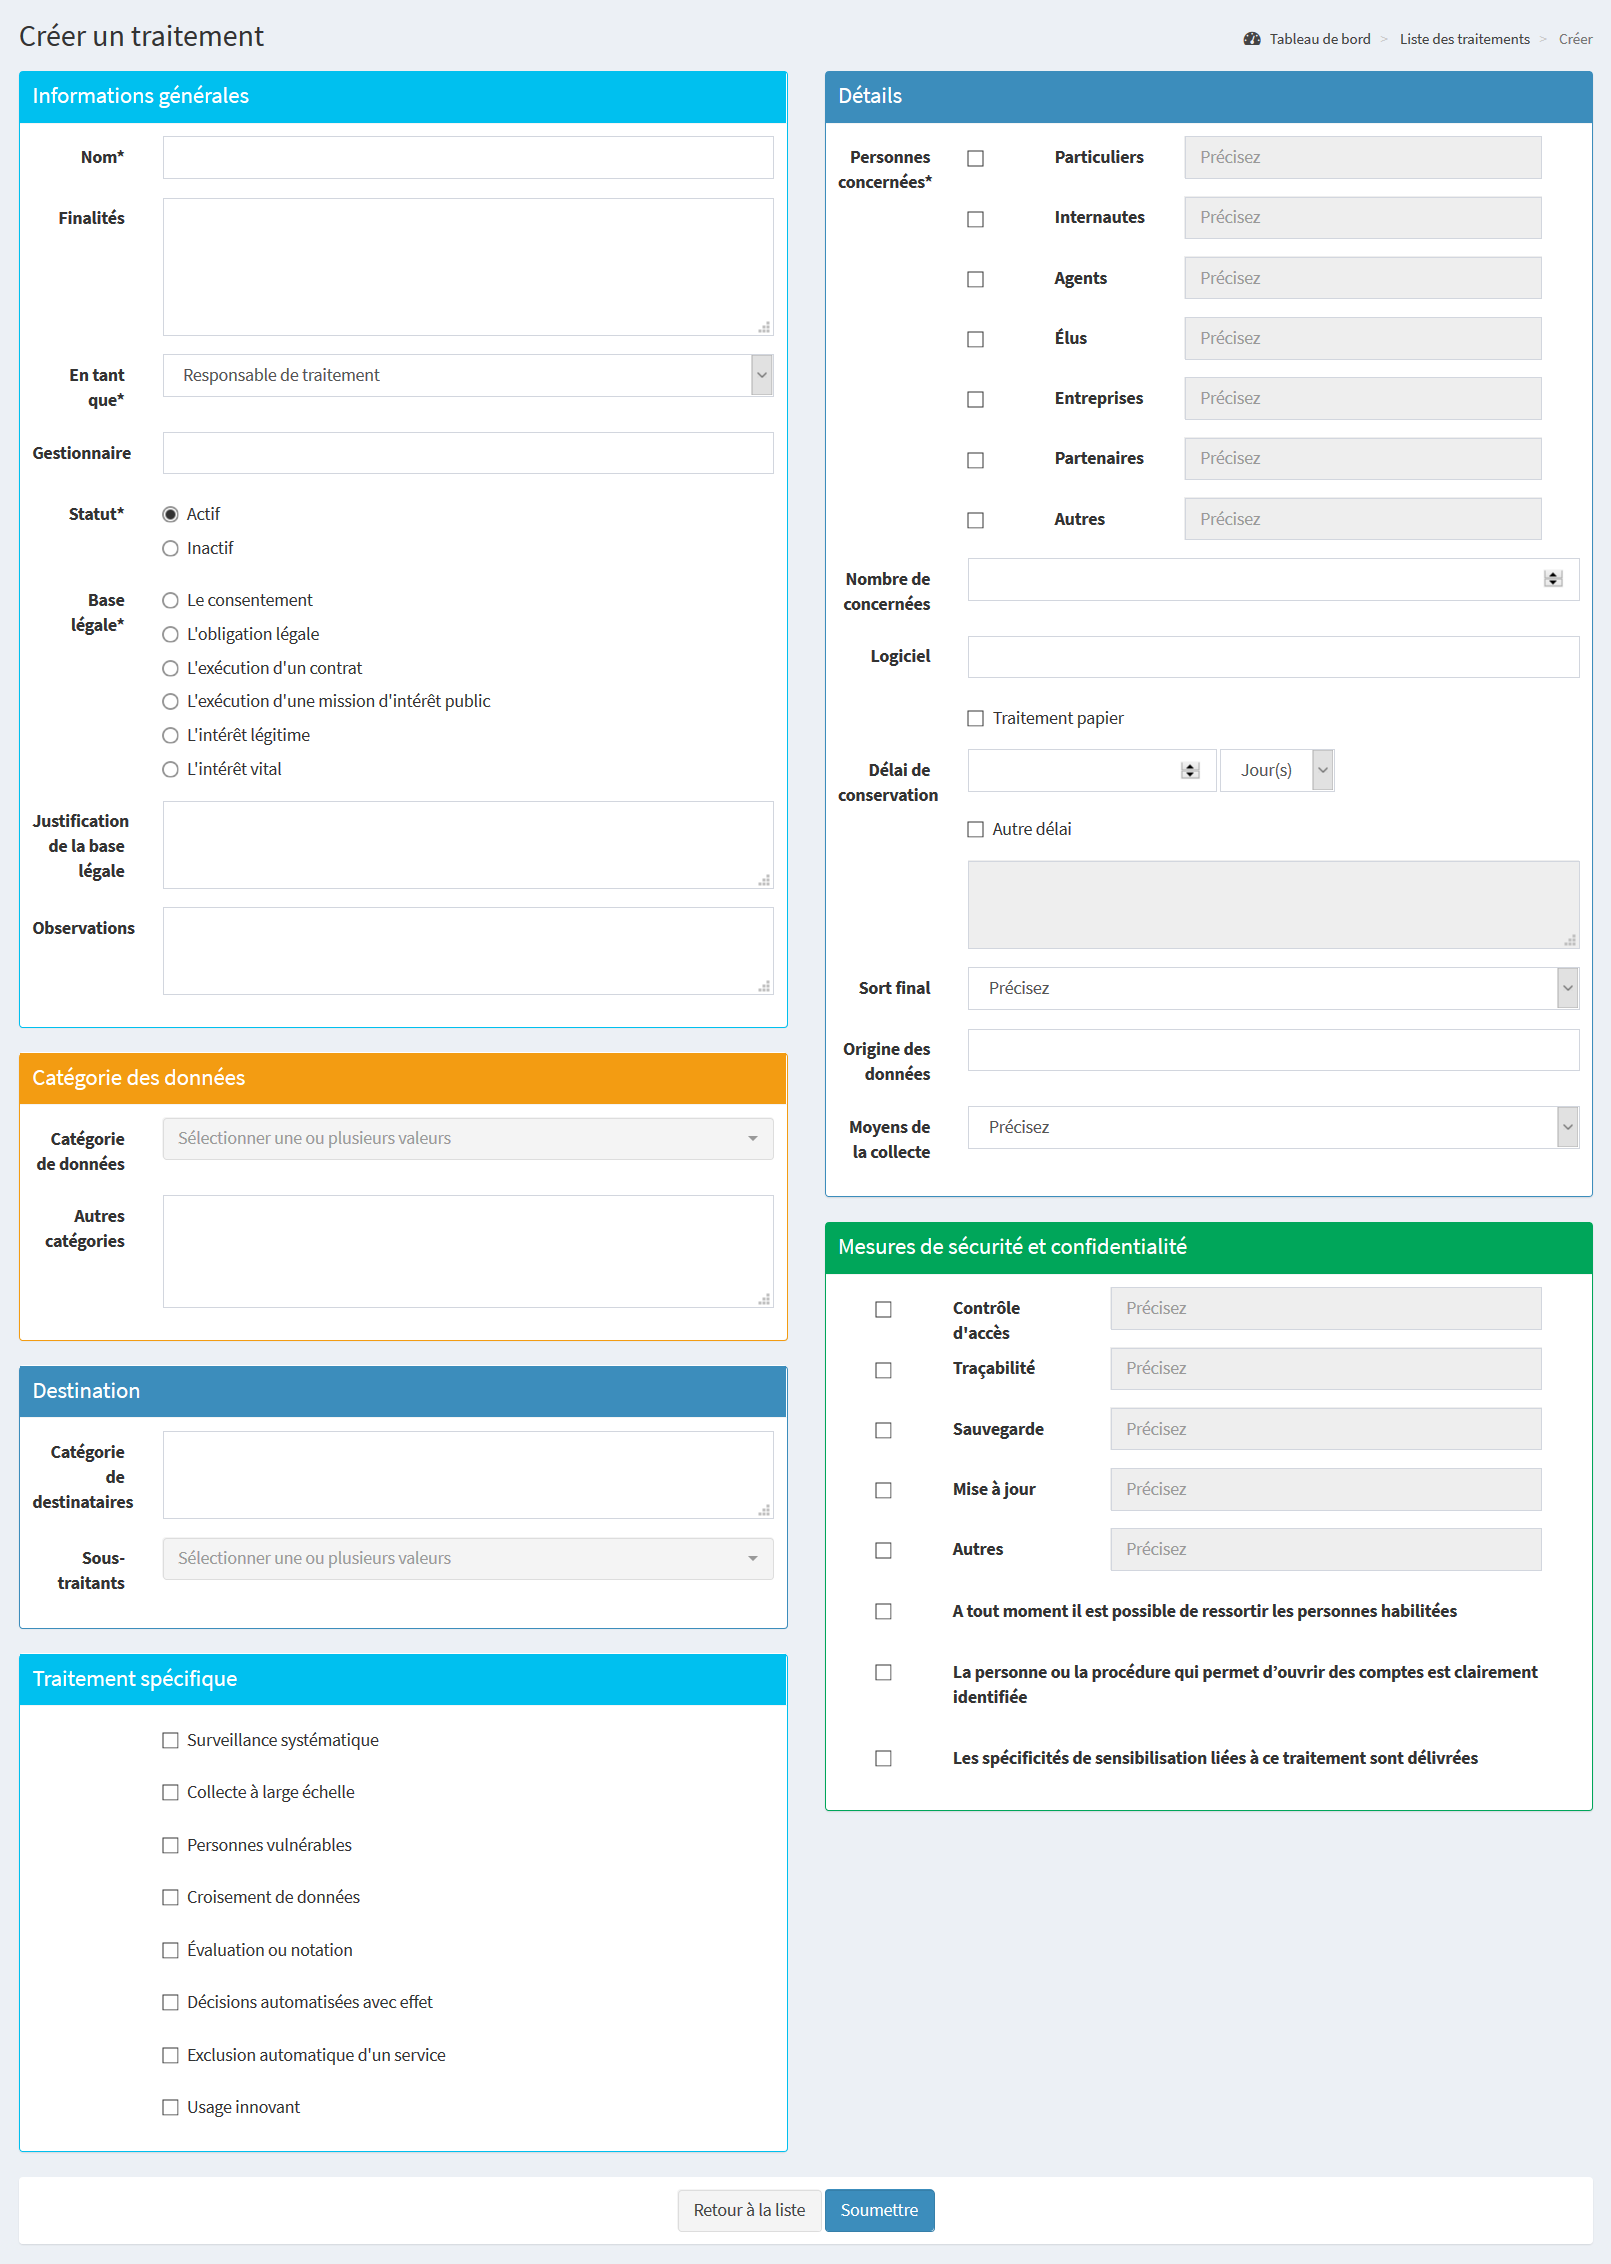 Créer un traitement
Tableau de bord > Liste des traitements > Créer
Informations générales
Nom*
Finalités
En tant
que*
Responsable de traitement
Gestionnaire
Statut*
Actif
Inactif
Base
légale*
Le consentement
L'obligation légale
L'exécution d'un contrat
L'exécution d'une mission d'intérêt public
L'intérêt légitime
L'intérêt vital
Justification
de la base
légale
Observations
Catégorie des données
Catégorie
de données
Sélectionner une ou plusieurs valeurs
Autres
catégories
Destination
Catégorie
de
destinataires
Sous-
traitants
Sélectionner une ou plusieurs valeurs
Traitement spécifique
Surveillance systématique
Collecte à large échelle
Personnes vulnérables
Croisement de données
Évaluation ou notation
Décisions automatisées avec effet
Exclusion automatique d'un service
Usage innovant
Détails
Personnes
concernées*
Particuliers Précisez
Internautes Précisez
Agents Précisez
Élus Précisez
Entreprises Précisez
Partenaires Précisez
Autres Précisez
Nombre de
concernées
Logiciel
Traitement papier
Délai de
conservation
Jour(s)
Autre délai
Sort final
Précisez
Origine des
données
Moyens de
la collecte
Précisez
Mesures de sécurité et confidentialité
Contrôle
d'accès
Précisez
Traçabilité Précisez
Sauvegarde Précisez
Mise à jour Précisez
Autres Précisez
A tout moment il est possible de ressortir les personnes habilitées
La personne ou la procédure qui permet d’ouvrir des comptes est clairement
identifiée
Les spécificités de sensibilisation liées à ce traitement sont délivrées
Retour à la liste Soumettre